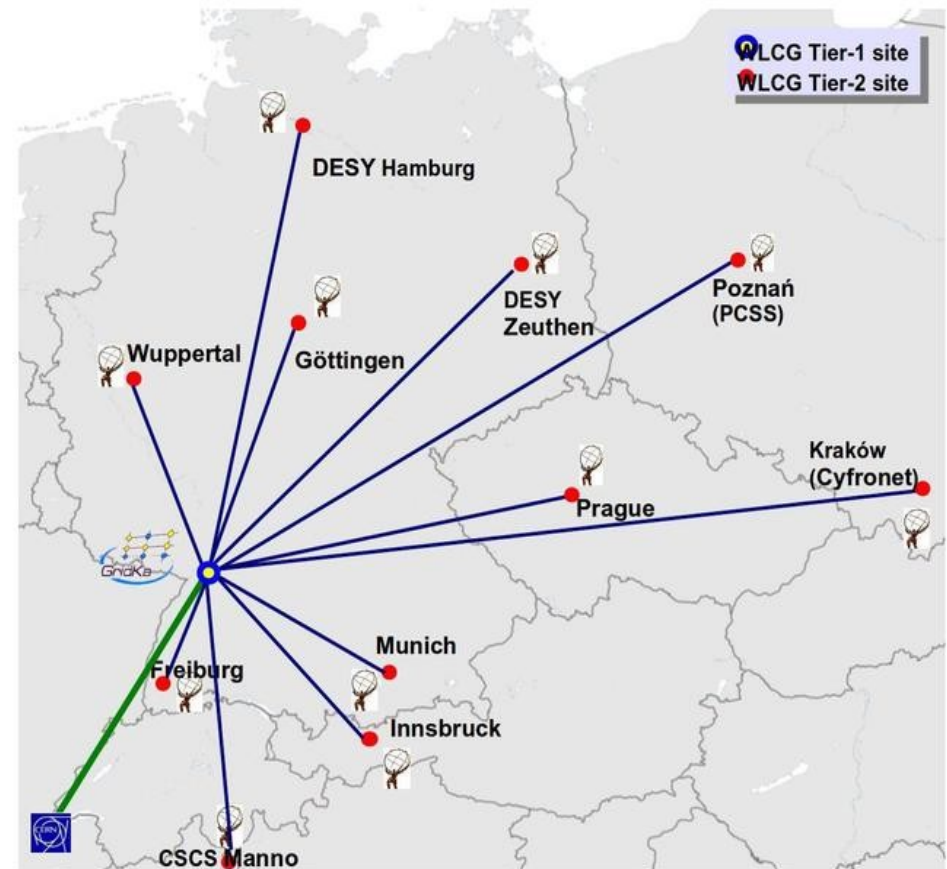 WLCG Tier-1 site
WLCG Tier-2 site
DESY Hamburg
DESY
Zeuthen
Poznań
(PCSS)
Wuppertal
Göttingen
Kraków
(Cyfronet)
Prague
GridKa
Munich
Freiburg
Innsbruck
CERN
CSCS Manno